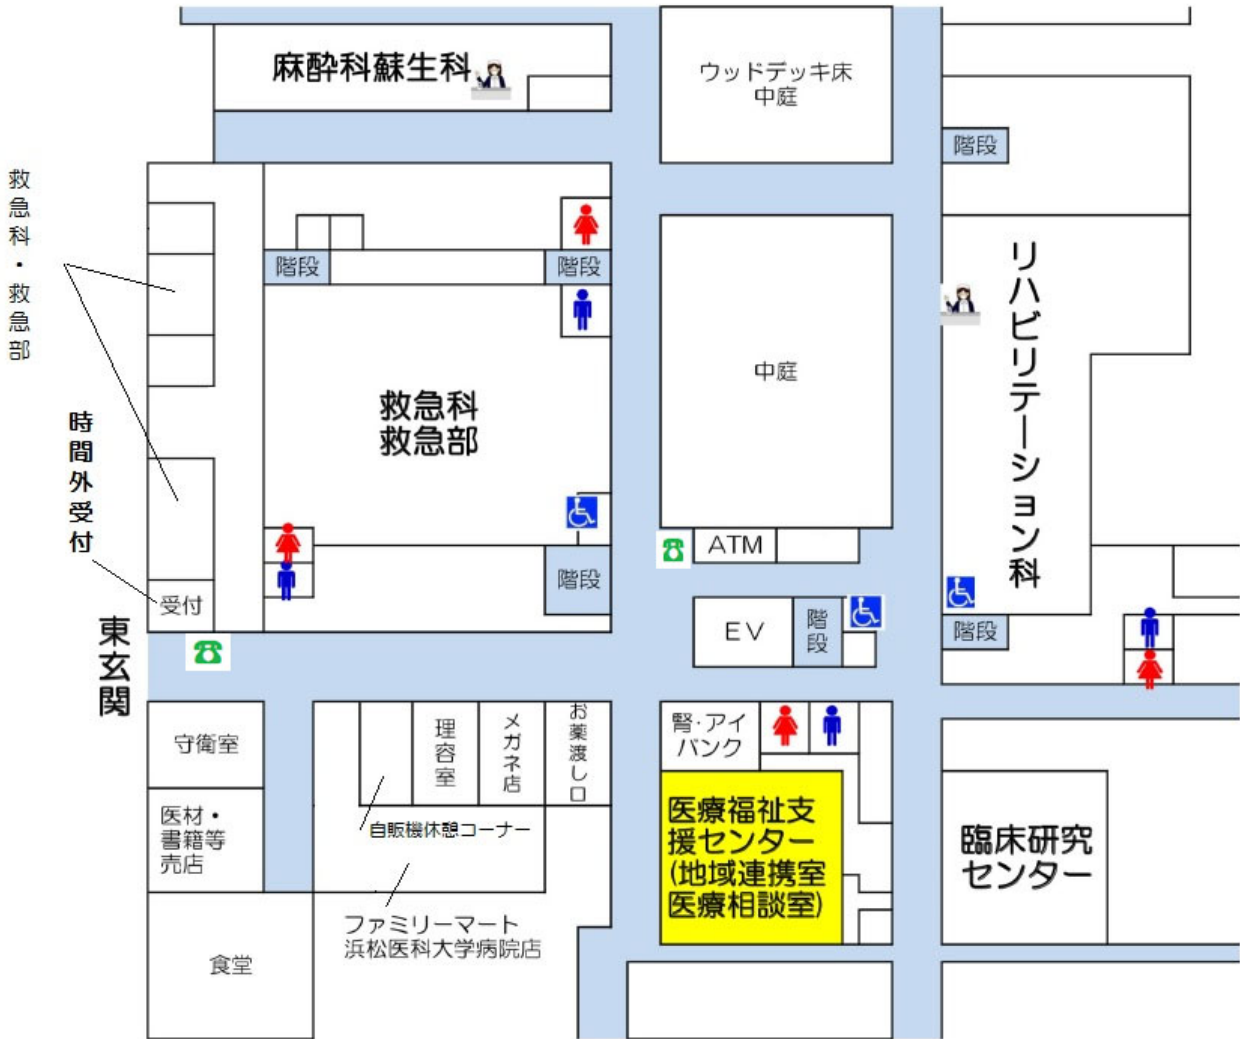 麻酔科蘇生科
ウッドデッキ床
中庭
階段
救急科・救急部
階段
階段
リハビリテーション科
中庭
救急科
救急部
時間外受付
ATM
階段
受付
EV
階段
階段
東玄関
守衛室
理容室
メガネ店
お薬渡し口
腎・アイ
バンク
医材・
書籍等
売店
自販機休憩コーナー
医療福祉支
援センター
(地域連携室
医療相談室)
臨床研究
センター
ファミリーマート
浜松医科大学病院店
食堂